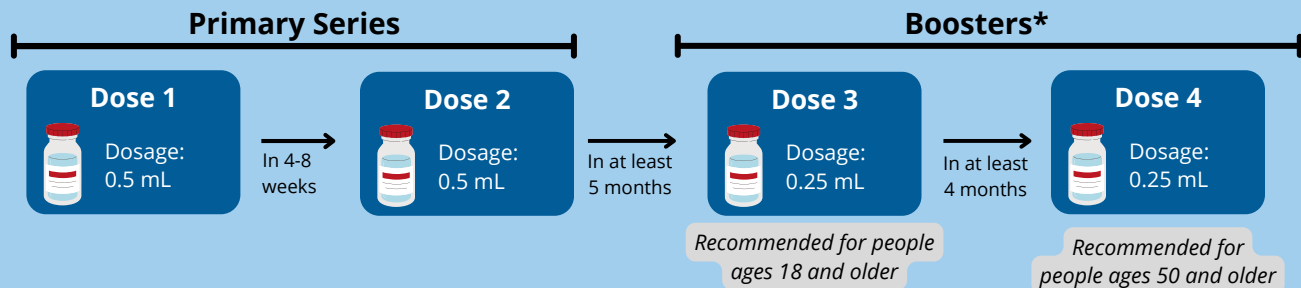 Primary Series
Boosters*
Dose 1
Dosage:
0.5 mL
In 4-8
weeks
Dose 2
Dosage:
0.5 mL
In at least
5 months
Dose 3
Dosage:
0.25 mL
Recommended for people
ages 18 and older
In at least
4 months
Dose 4
Dosage:
0.25 mL
Recommended for
people ages 50 and older